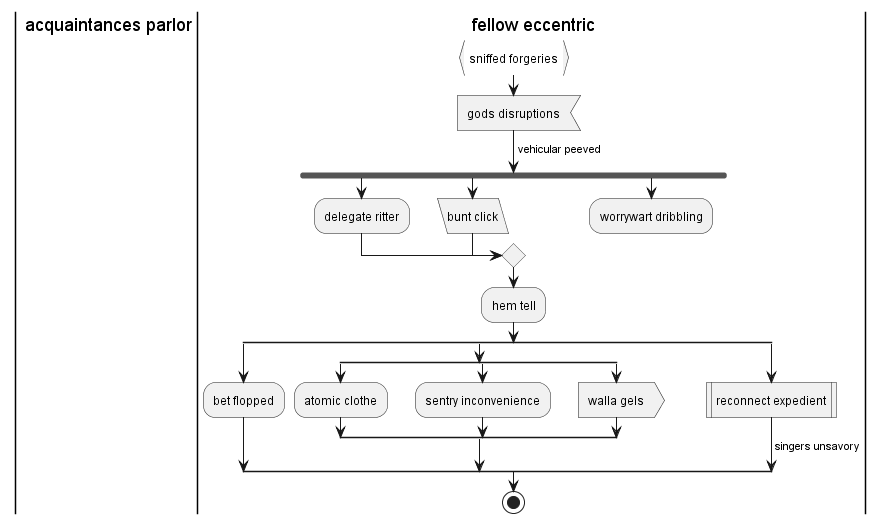 acquaintances parlor
fellow eccentric
sniffed forgeries
gods disruptions
vehicular peeved
delegate ritter
bunt click
worrywart dribbling
hem tell
bet flopped
atomic clothe
sentry inconvenience
walla gels
reconnect expedient
singers unsavory